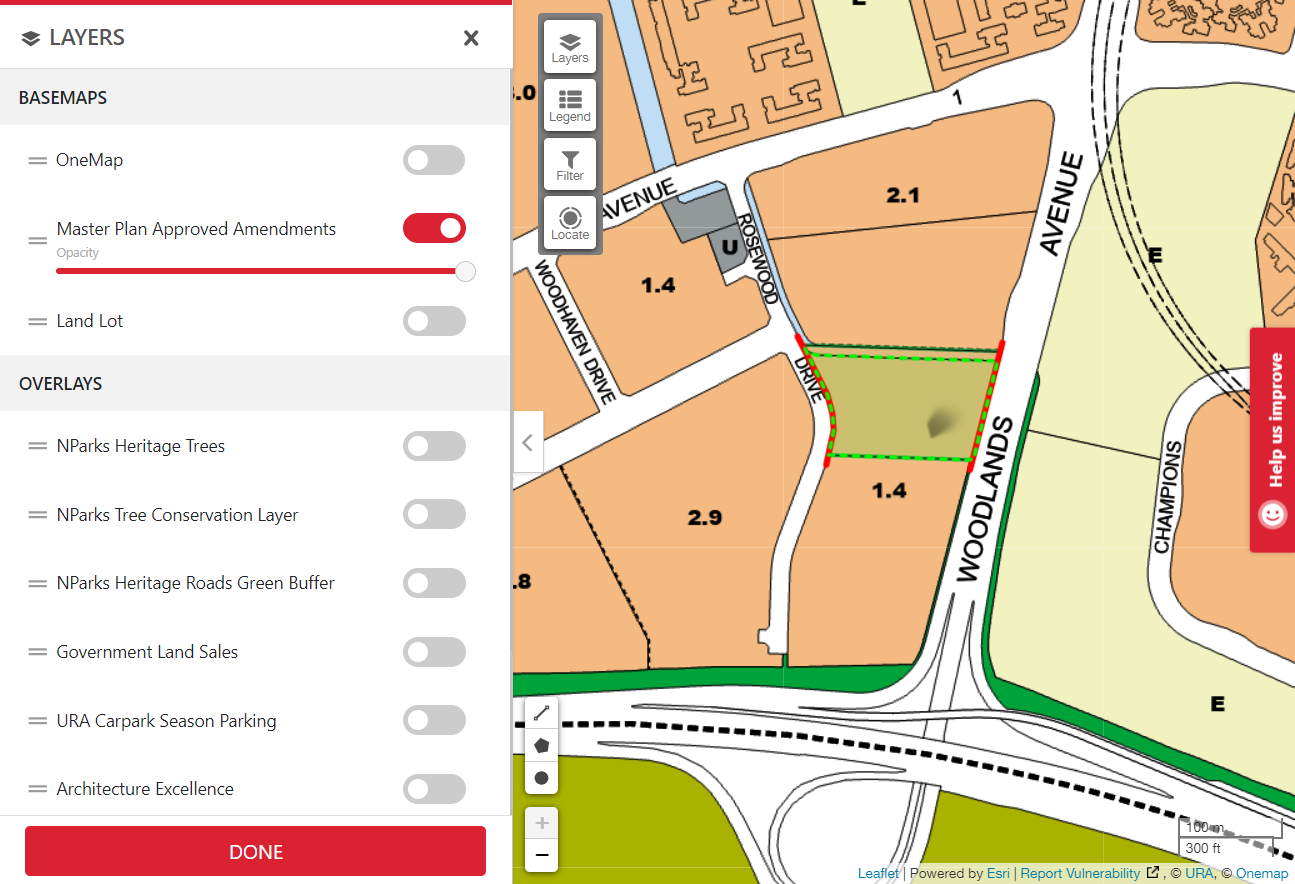 LAYERS
BASEMAPS
OneMap
Master Plan Approved Amendments
Opacity
Land Lot
OVERLAYS
NParks Heritage Trees
NParks Tree Conservation Layer
NParks Heritage Roads Green Buffer
Government Land Sales
URA Carpark Season Parking
Architecture Excellence
DONE
Layers
Legend
Filter
Locate
E
.0
1
AVENUE
2.1
AVENUE
ROSEWOOD
U
E
1.4
WOODHAVEN DRIVE
DRIVE
Help us improve
WOODLANDS
CHAMPIONS
1.4
2.9
.8
E
100 m
300 ft
Leaflet | Powered by Esri | Report Vulnerability , © URA, © Onemap